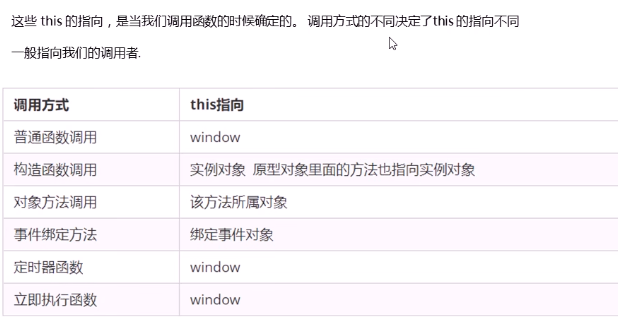 这些 this 的指向，是当我们调用函数的时候确定的。 调用方式的不同决定了this 的指向不同
一般指向我们的调用者.
调用方式 this指向
普通函数调用 window
构造函数调用 实例对象 原型对象里面的方法也指向实例对象
对象方法调用 该方法所属对象
事件绑定方法 绑定事件对象
定时器函数 window
立即执行函数 window